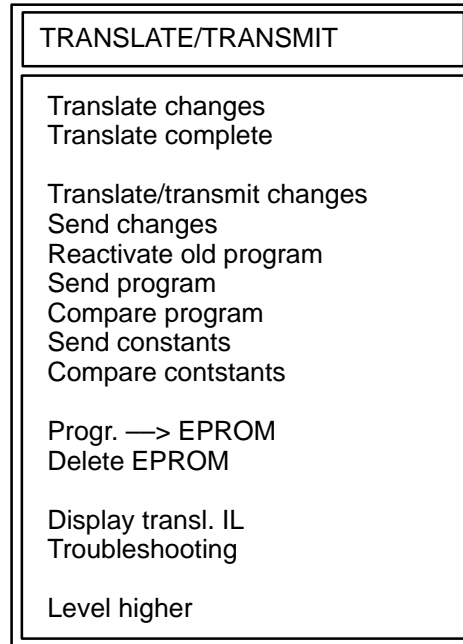 TRANSLATE/TRANSMIT
Translate changes
Translate complete
Translate/transmit changes
Send changes
Reactivate old program
Send program
Compare program
Send constants
Compare contstants
Progr. —> EPROM
Delete EPROM
Display transl. IL
Troubleshooting
Level higher